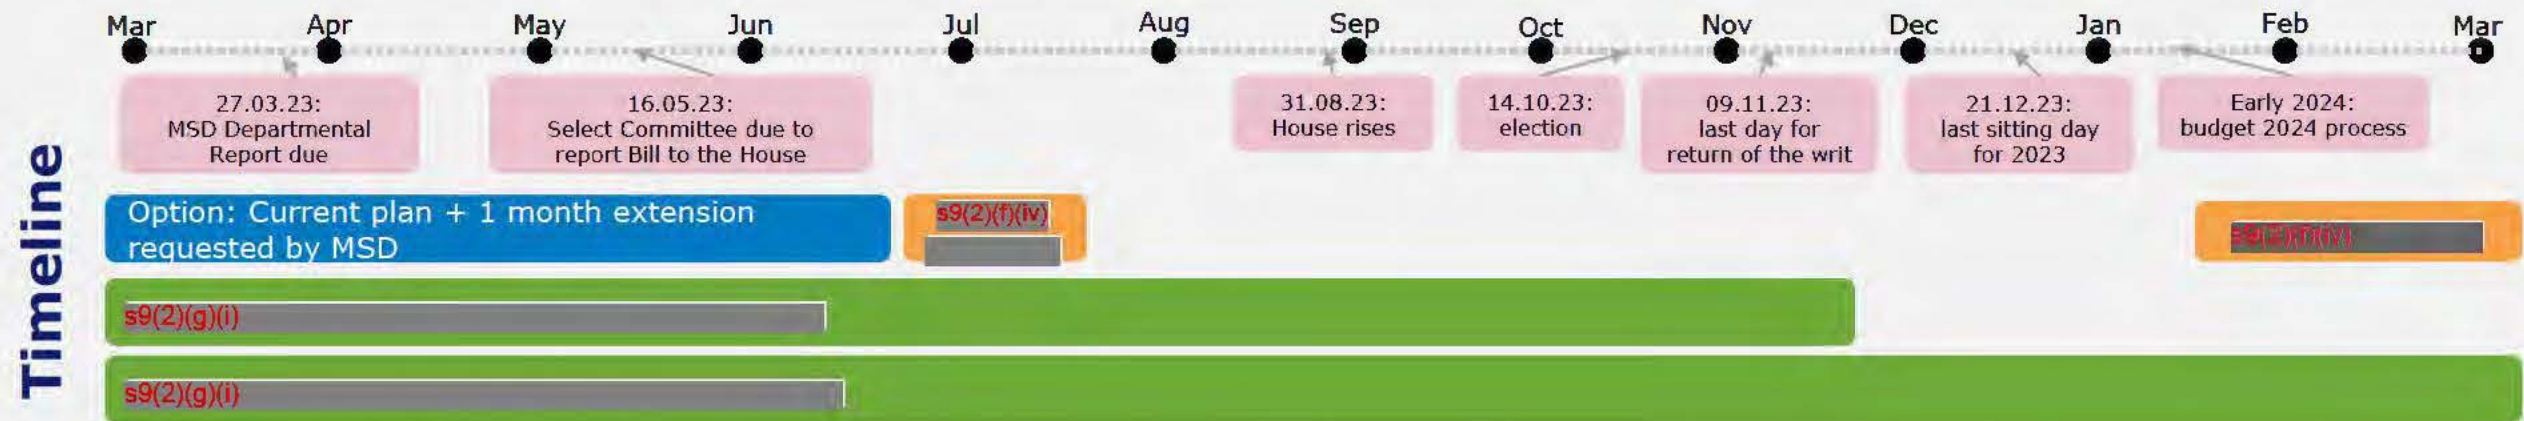 Mar Apr May Jun Jul Aug Sep Oct Nov Dec Jan Feb Mar
27.03.23:
MSD Departmental
Report due
16.05.23:
Select Committee due to
report Bill to the House
31.08.23:
House rises
14.10.23:
election
09.11.23:
last day for
return of the writ
21.12.23:
last sitting day
for 2023
Early 2024:
budget 2024 process
Timeline
Option: Current plan + 1 month extension
requested by MSD
s9(2)(f)(iv)
s9(2)(f)(iv)
s9(2)(g)(i)
s9(2)(g)(i)